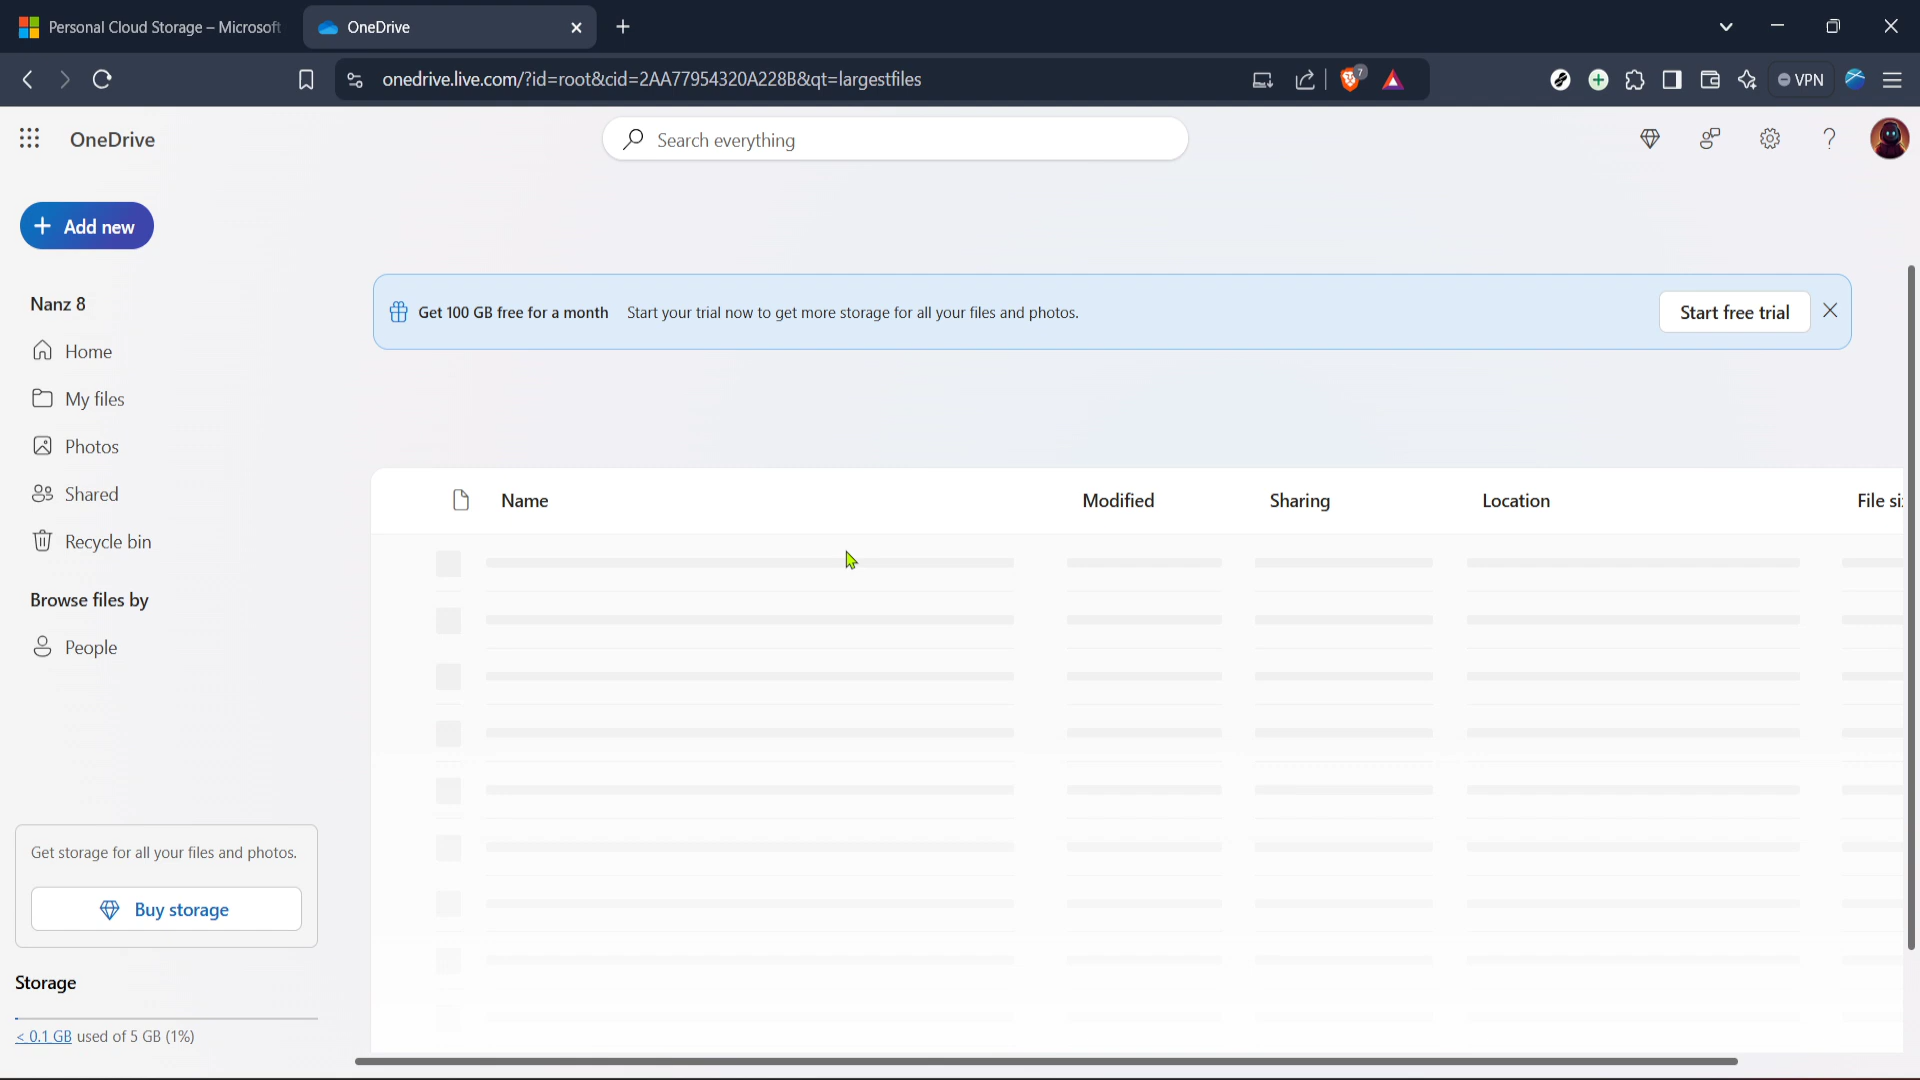 Personal Cloud Storage – Microsoft
OneDrive
onedrive.live.com/?id=root&cid=2AA77954320A228B&qt=largestfiles
7
VPN
OneDrive
Search everything
Add new
Get 100 GB free for a month Start your trial now to get more storage for all your files and photos.
Start free trial
Nanz 8
Home
My files
Photos
Shared
Recycle bin
Browse files by
People
Name Modified Sharing Location File si
Get storage for all your files and photos.
Buy storage
Storage
< 0.1 GB used of 5 GB (1%)